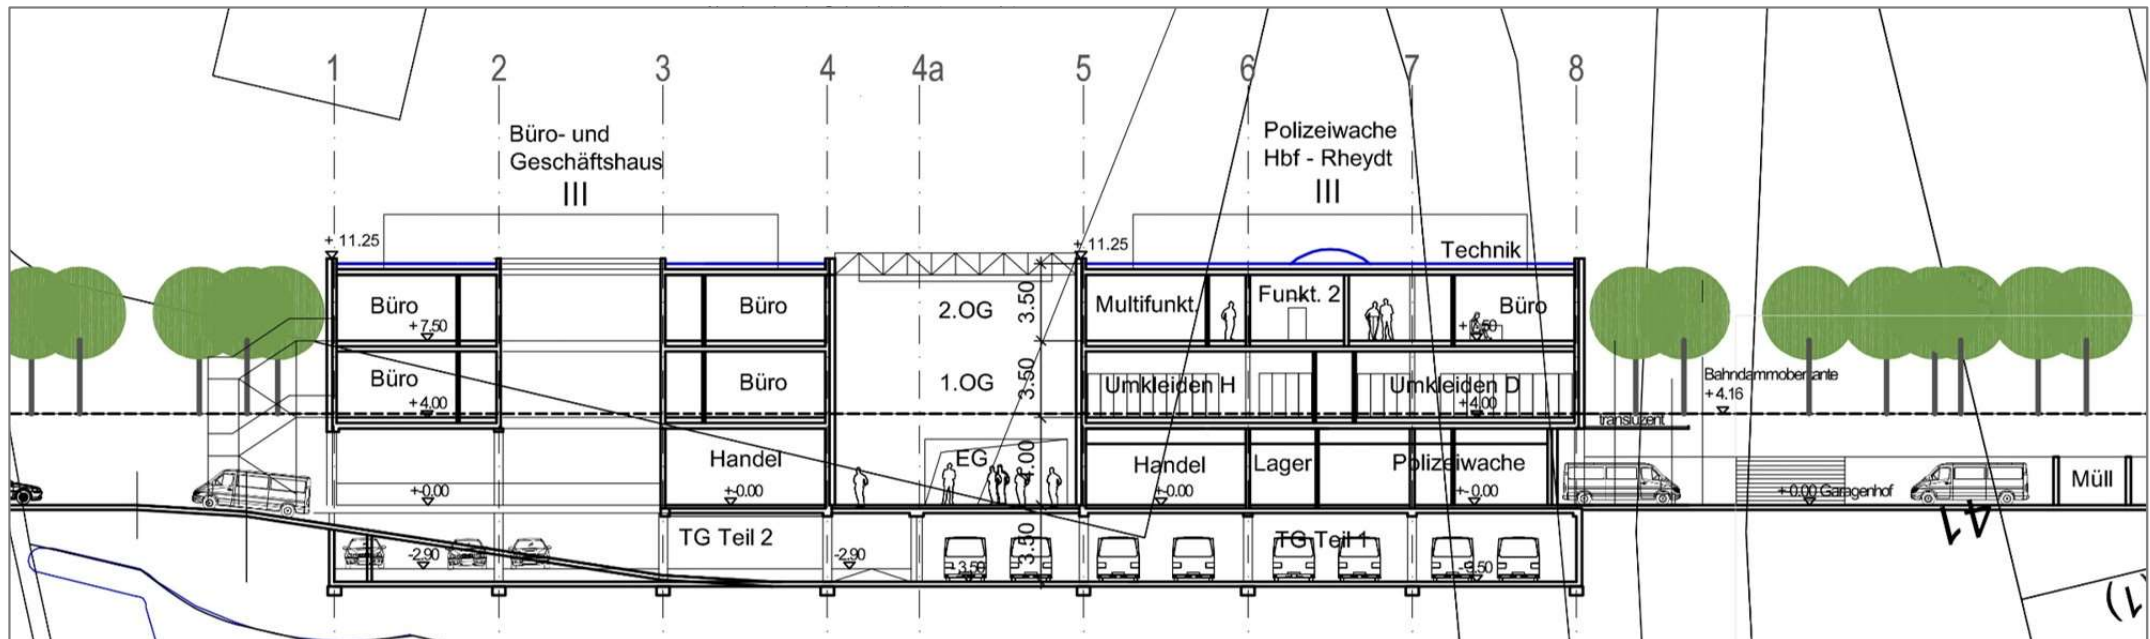 1 2 3 4 4a 5 6 7 8
Büro- und
Geschäftshaus
III
Polizeiwache
Hbf - Rheydt
III
+ 11.25
+ 11.25
Technik
Büro
+7.50
Büro
2.OG
3.50
Multifunkt.
Funkt. 2
Büro
Büro
+4.00
Büro
1.OG
3.50
Umkleiden H
Umkleiden D
+4.00
Bahndammoberkante
+4.16
transluzent
+-0.00
Handel
+-0.00
EG
4.00
Handel
+-0.00
Lager
Polizeiwache
+-0.00
+-0.00 Garagenhof
Müll
41
-2.90
TG Teil 2
-2.90
3.50
3.50
TG Teil 1
-3.50